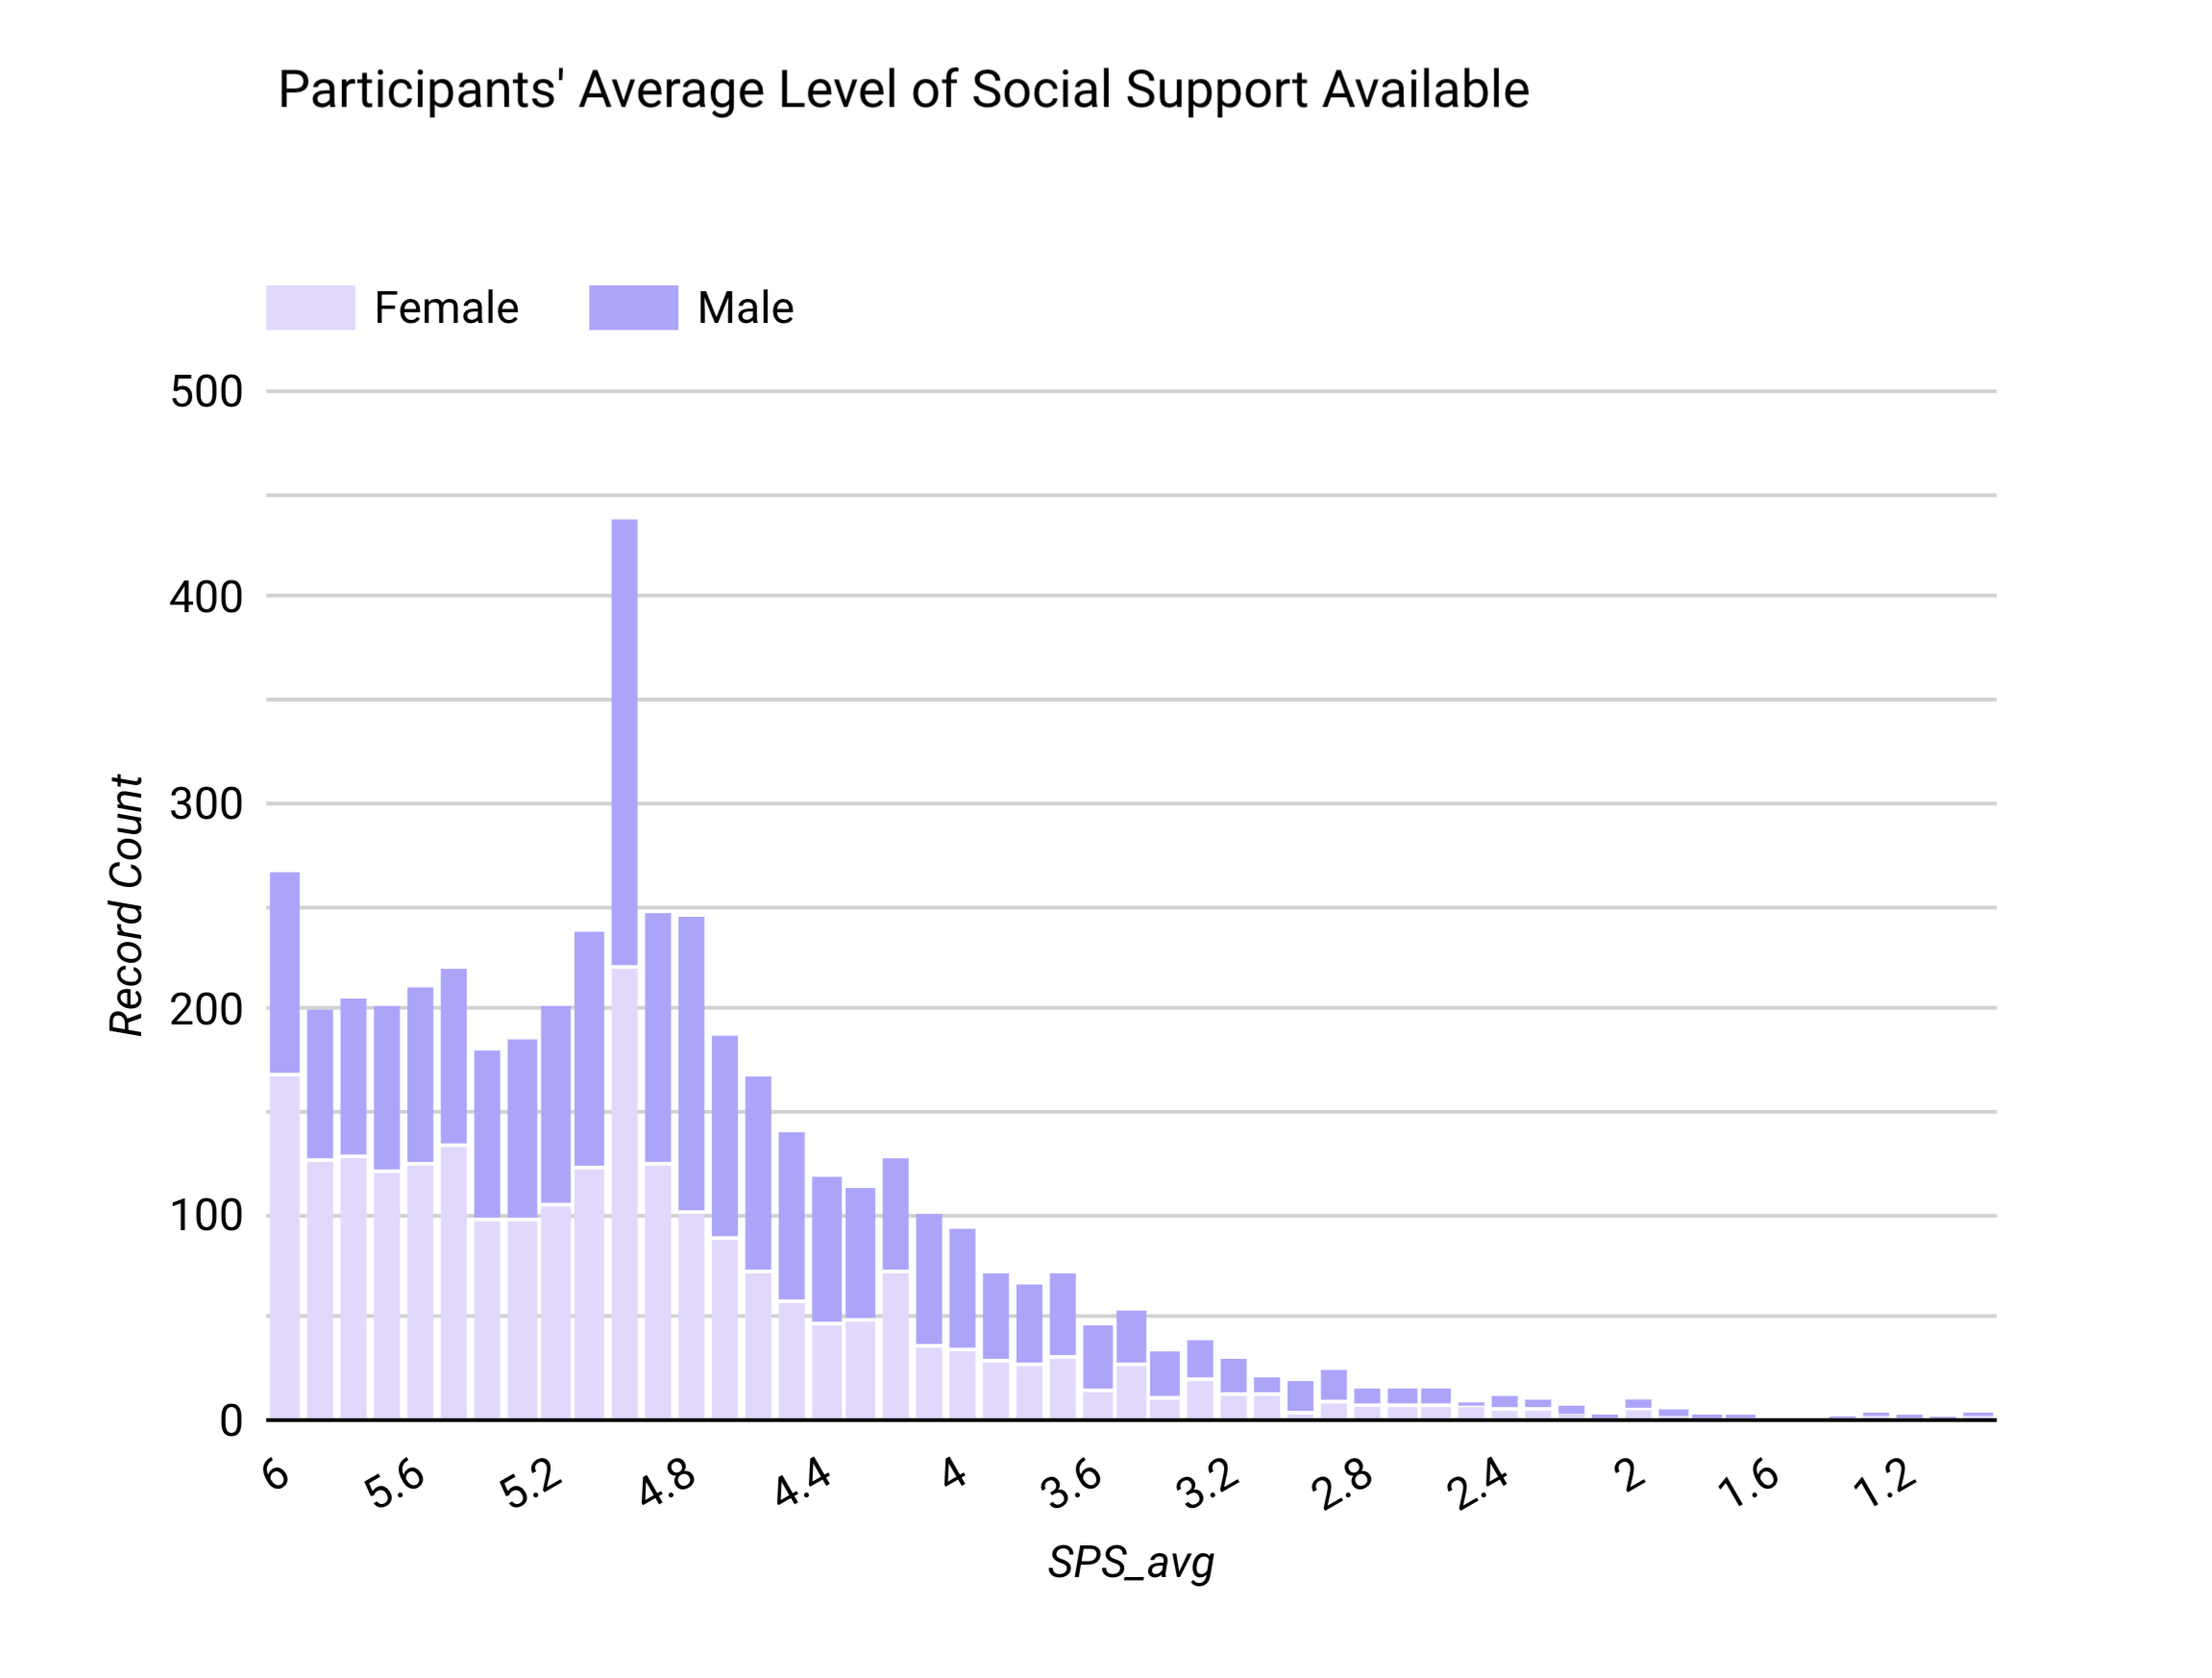 Participants' Average Level of Social Support Available
Female Male
500
400
300
200
100
0
Record Count
6 5.6 5.2 4.8 4.4 4 3.6 3.2 2.8 2.4 2 1.6 1.2
SPS_avg